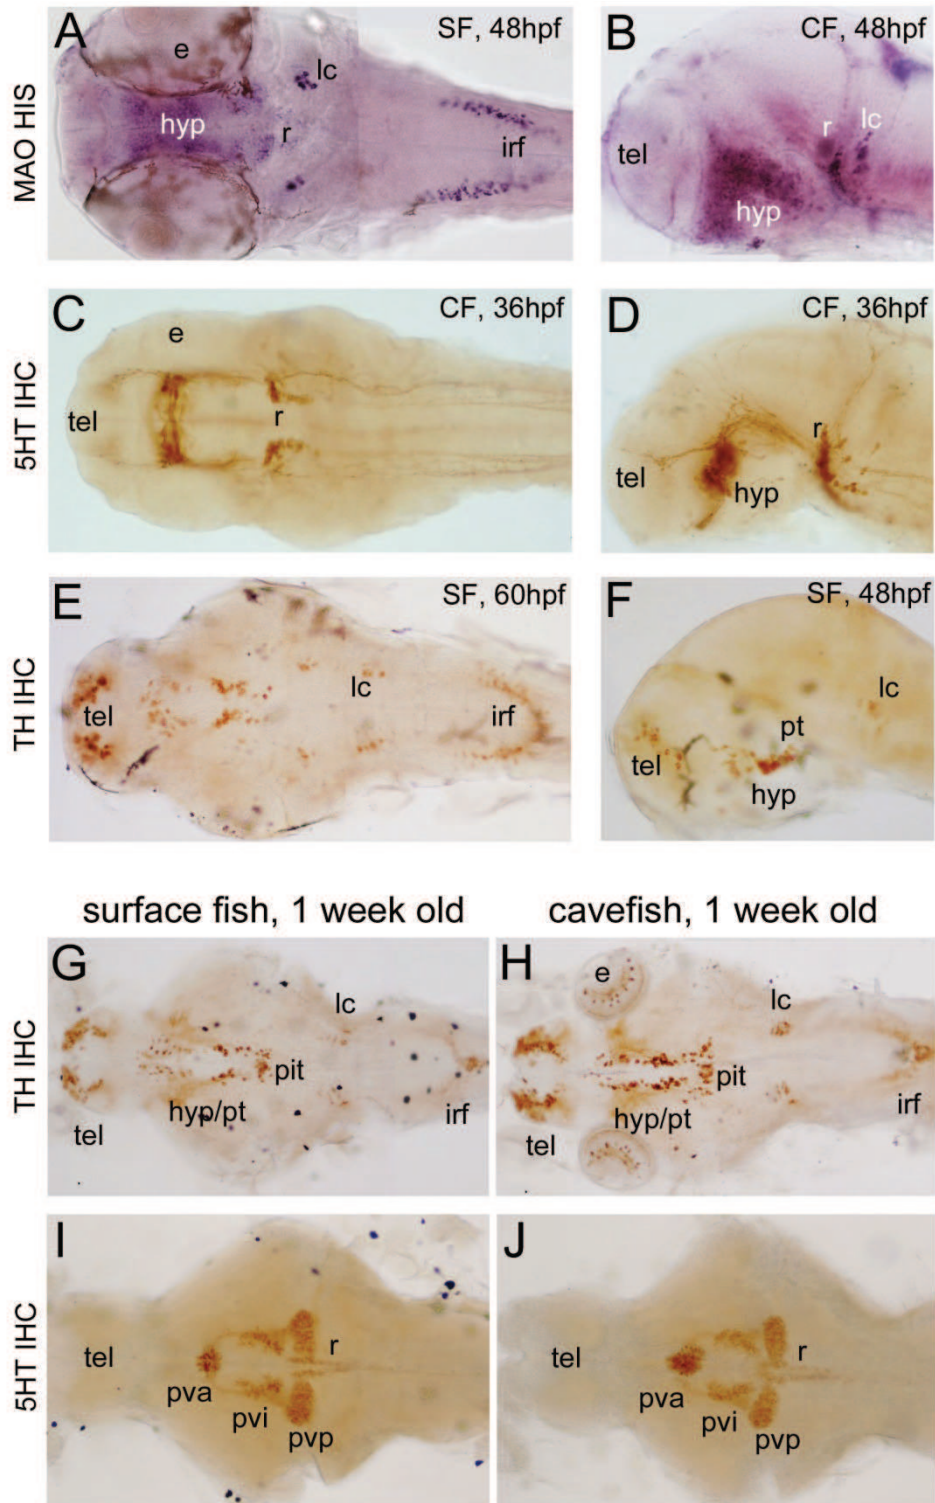 A
SF, 48hpf
e
lc
hyp
r
irf
B
CF, 48hpf
tel
r
lc
hyp
MAO HIS
C
CF, 36hpf
e
tel
r
D
CF, 36hpf
r
tel
hyp
5HT IHC
E
SF, 60hpf
tel
lc
irf
F
SF, 48hpf
lc
pt
tel
hyp
TH IHC
surface fish, 1 week old
cavefish, 1 week old
G
lc
pit
hyp/pt
tel
irf
H
e
lc
pit
hyp/pt
tel
irf
TH IHC
I
tel
r
pva
pvi
pvp
J
tel
r
pva
pvi
pvp
5HT IHC